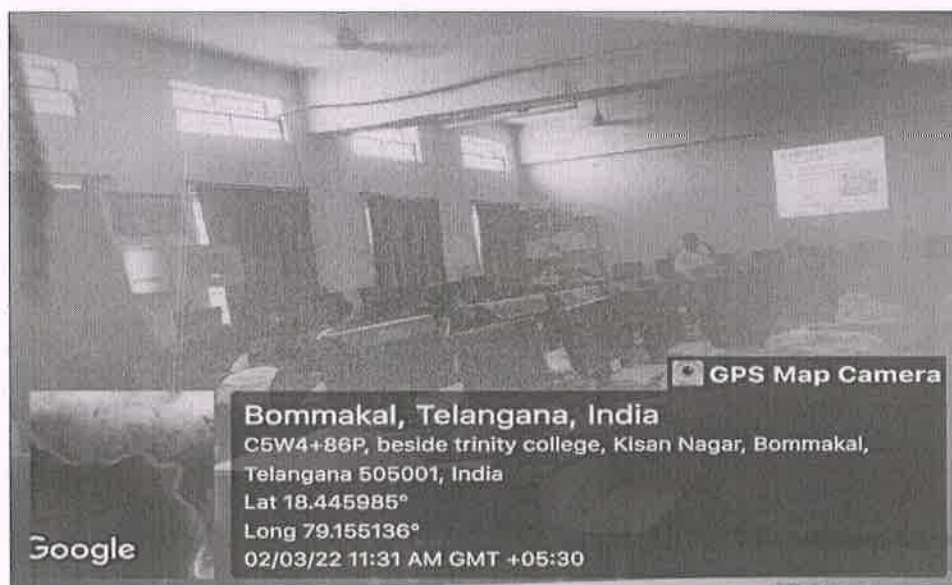 GPS Map Camera
Bommakal, Telangana, India
C5W4+86P, beside trinity college, Kisan Nagar, Bommakal,
Telangana 505001, India
Lat 18.445985°
Long 79.155136°
02/03/22 11:31 AM GMT +05:30
Google